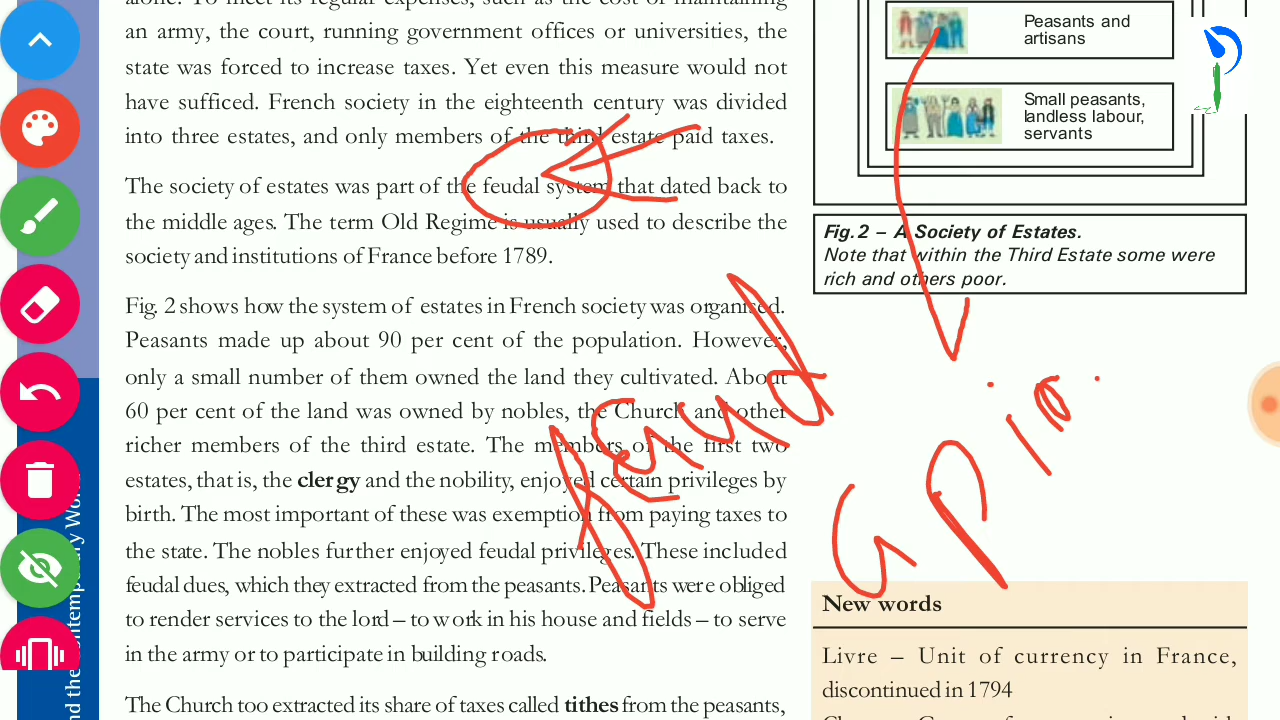 alone. To meet its regular expenses, such as the cost of maintaining
an army, the court, running government offices or universities, the
state was forced to increase taxes. Yet even this measure would not
have sufficed. French society in the eighteenth century was divided
into three estates, and only members of the third estate paid taxes.
The society of estates was part of the feudal system that dated back to
the middle ages. The term Old Regime is usually used to describe the
society and institutions of France before 1789.
Fig. 2 shows how the system of estates in French society was organised.
Peasants made up about 90 per cent of the population. However,
only a small number of them owned the land they cultivated. About
60 per cent of the land was owned by nobles, the Church and other
richer members of the third estate. The members of the first two
estates, that is, the clergy and the nobility, enjoyed certain privileges by
birth. The most important of these was exemption from paying taxes to
the state. The nobles further enjoyed feudal privileges. These included
feudal dues, which they extracted from the peasants. Peasants were obliged
to render services to the lord – to work in his house and fields – to serve
in the army or to participate in building roads.
The Church too extracted its share of taxes called tithes from the peasants,
Peasants and
artisans
Small peasants,
landless labour,
servants
Fig. 2 – A Society of Estates.
Note that within the Third Estate some were
rich and others poor.
feud
New words
Livre – Unit of currency in France,
discontinued in 1794